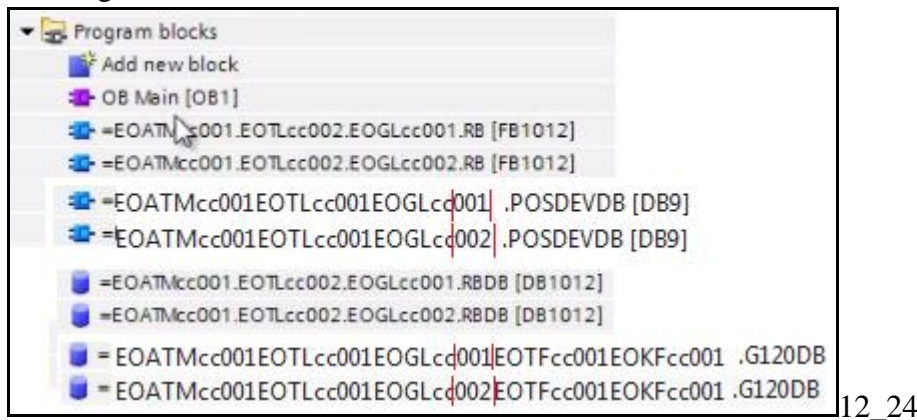 Program blocks
Add new block
OB Main [OB1]
=EOATMcc001.EOTLcc002.EOGLcc001.RB [FB1012]
=EOATMcc001.EOTLcc002.EOGLcc002.RB [FB1012]
=EOATMcc001EOTLcc001EOGLcc001 .POSDEVDB [DB9]
=EOATMcc001EOTLcc001EOGLcc002 .POSDEVDB [DB9]
=EOATMcc001.EOTLcc002.EOGLcc001.RBDB [DB1012]
=EOATMcc001.EOTLcc002.EOGLcc002.RBDB [DB1012]
= EOATMcc001EOTLcc001EOGLcc001EOTFcc001EOKFcc001 .G120DB
= EOATMcc001EOTLcc001EOGLcc002EOTFcc001EOKFcc001 .G120DB
12_24